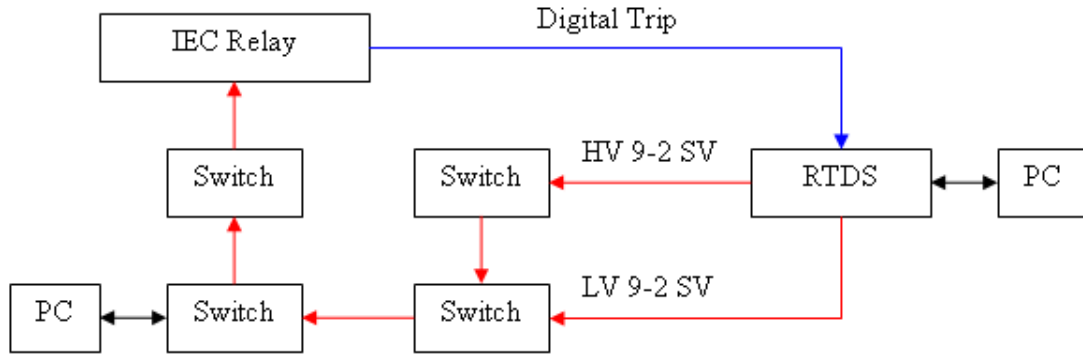 Digital Trip
IEC Relay
HV 9-2 SV
Switch
Switch
RTDS
PC
LV 9-2 SV
PC
Switch
Switch